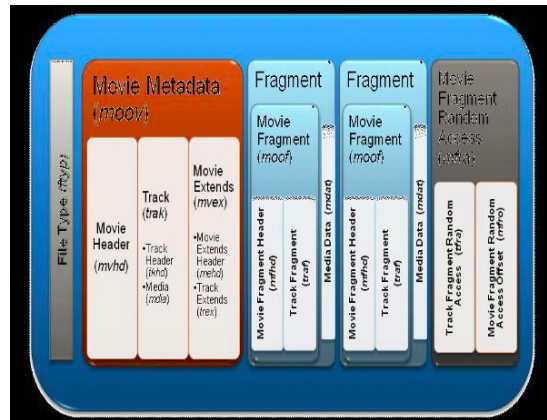 File Type (ftyp)
Movie Metadata
(moov)
Movie
Header
(mvhd)
Track
(trak)
•Track
Header
(tkhd)
•Media
(mdia)
Movie
Extends
(mvex)
•Movie
Extends
Header
(mehd)
•Track
Extends
(trex)
Fragment
Movie
Fragment
(moof)
Movie Fragment Header
(mfhd)
Track Fragment
(traf)
Media Data (mdat)
Fragment
Movie
Fragment
(moof)
Movie Fragment Header
(mfhd)
Track Fragment
(traf)
Media Data (mdat)
Movie
Fragment
Random
Access
(mfra)
Track Fragment Random
Access (tfra)
Movie Fragment Random
Access Offset (mfro)